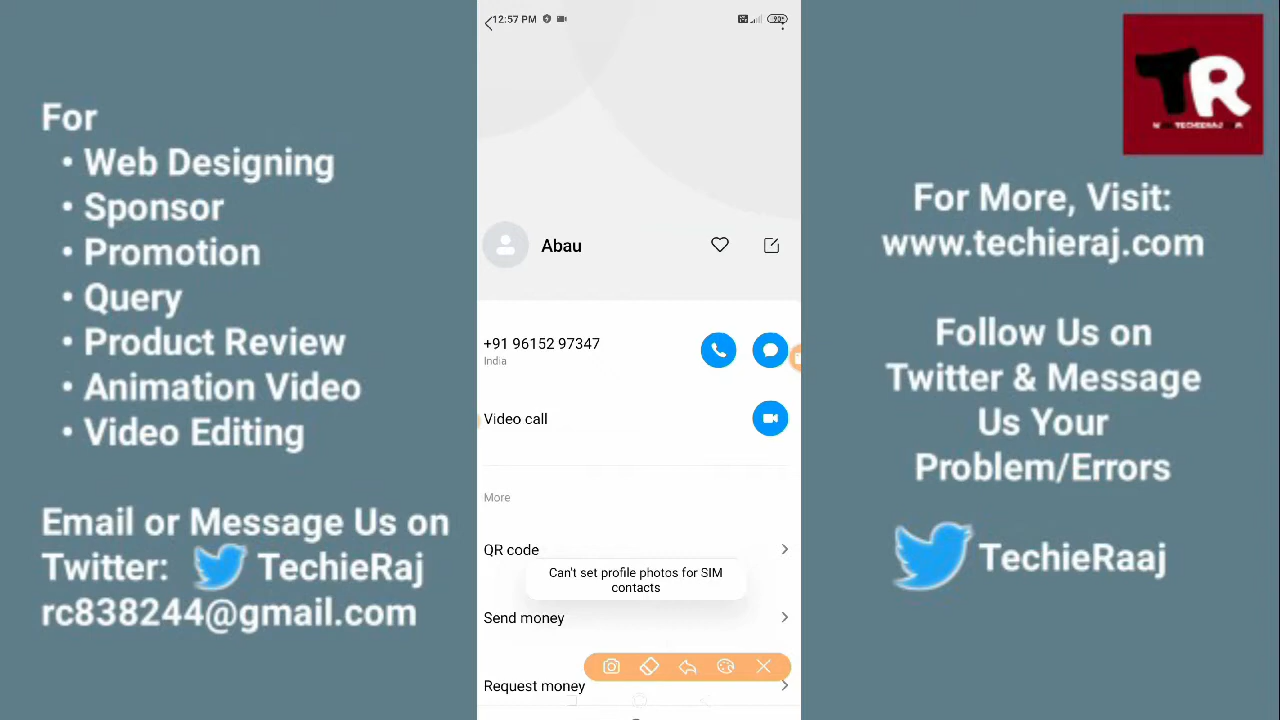 For
• Web Designing
• Sponsor
• Promotion
• Query
• Product Review
• Animation Video
• Video Editing
Email or Message Us on
Twitter: TechieRaj
rc838244@gmail.com
12:57 PM
Abau
+91 96152 97347
India
Video call
More
QR code
Can't set profile photos for SIM
contacts
Send money
Request money
TR
For More, Visit:
www.techieraj.com
Follow Us on
Twitter & Message
Us Your
Problem/Errors
TechieRaaj